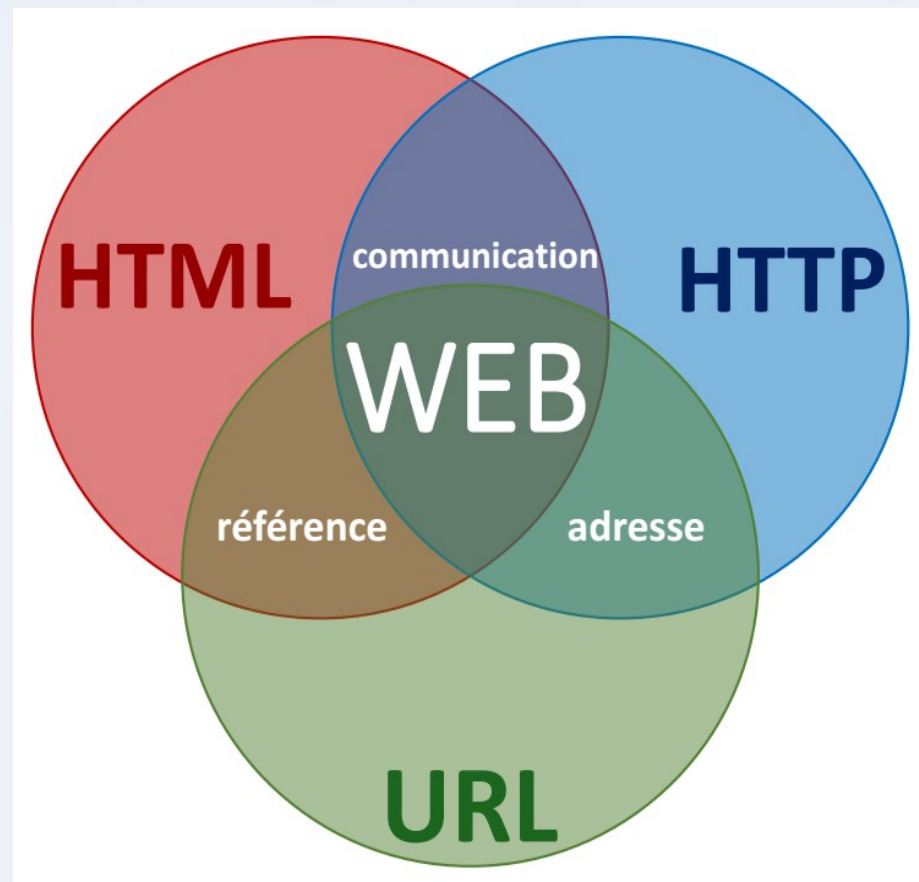 communication
HTML
HTTP
WEB
référence
adresse
URL